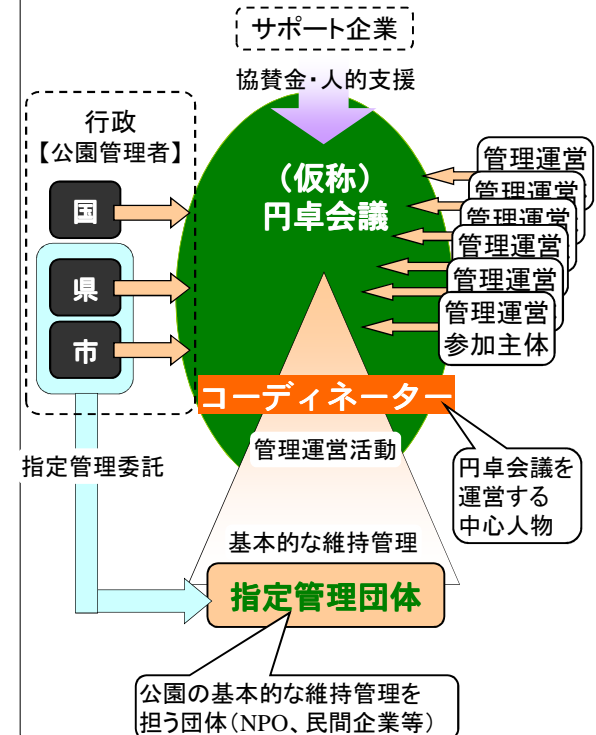 サポート企業
協賛金・人的支援
行政
【公園管理者】
国
県
市
（仮称）
円卓会議
管理運営
管理運営
管理運営
管理運営
管理運営
管理運営
参加主体
コーディネーター
管理運営活動
円卓会議を
運営する
中心人物
指定管理委託
基本的な維持管理
指定管理団体
公園の基本的な維持管理を
担う団体（NPO、民間企業等）